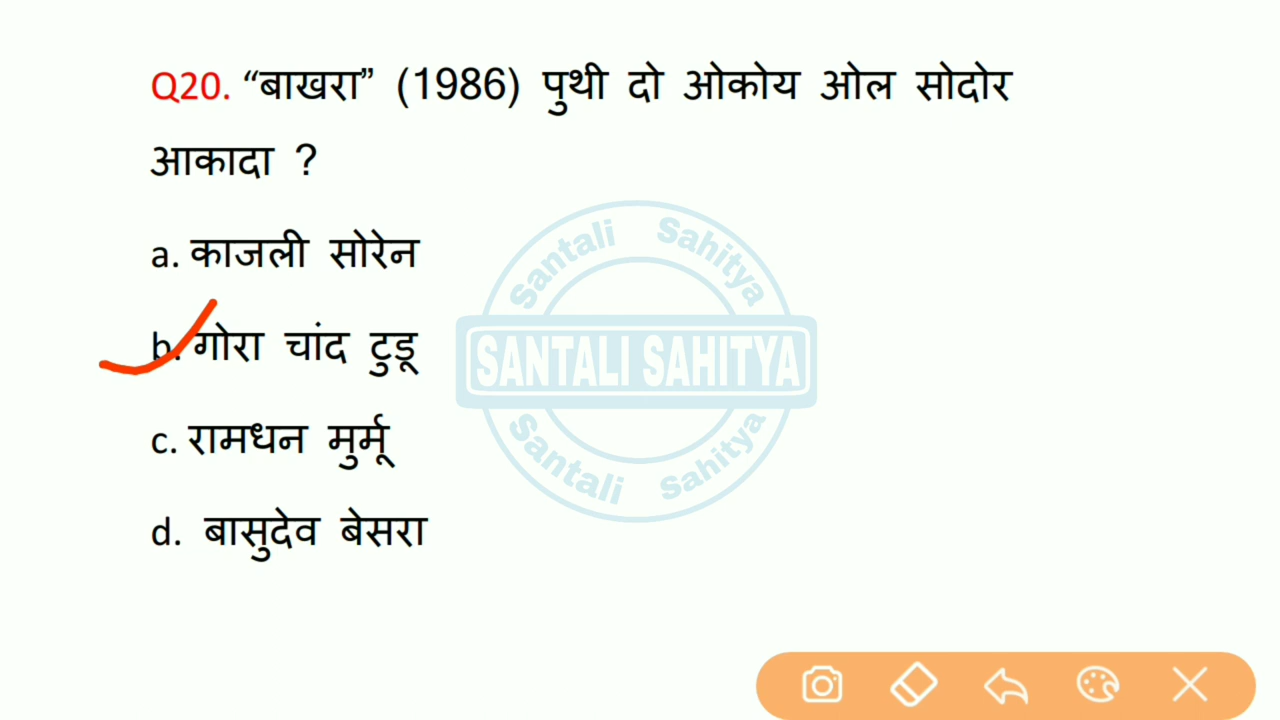 Q20. “बाखरा” (1986) पुथी दो ओकोय ओल सोदोर
आकादा ?
a. काजली सोरेन
b. गोरा चांद टुडू
c. रामधन मुर्मू
d. बासुदेव बेसरा
Santali Sahitya
SANTALI SAHITYA
Santali Sahitya